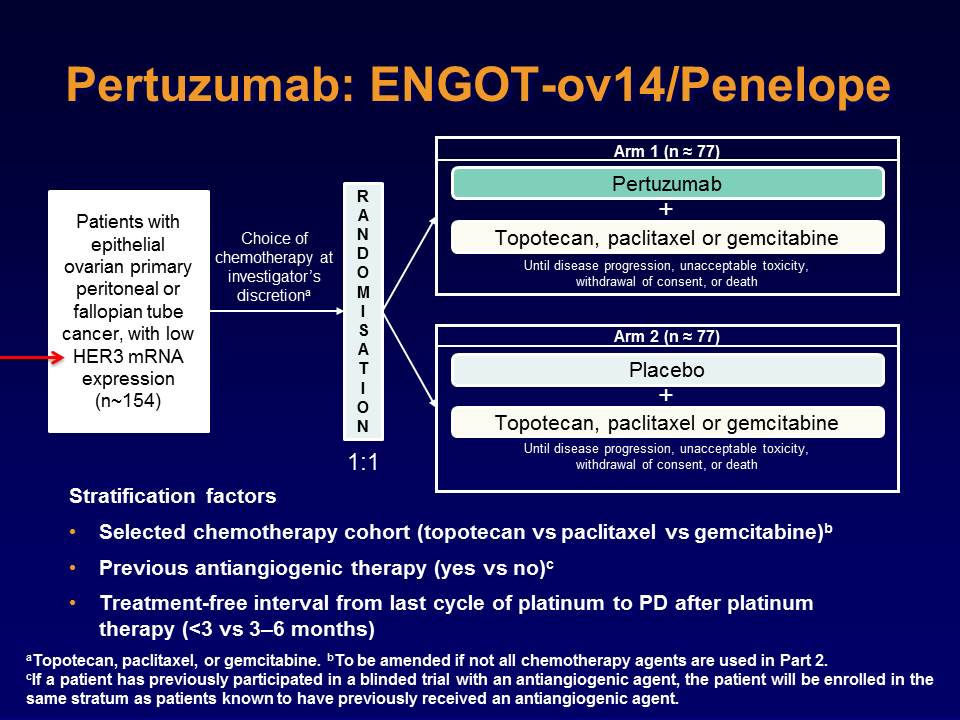 Pertuzumab: ENGOT-ov14/Penelope
Patients with
epithelial
ovarian primary
peritoneal or
fallopian tube
cancer, with low
HER3 mRNA
expression
(n~154)
Choice of
chemotherapy at
investigator’s
discretionᵃ
R
A
N
D
O
M
I
S
A
T
I
O
N
1:1
Arm 1 (n ≈ 77)
Pertuzumab
+
Topotecan, paclitaxel or gemcitabine
Until disease progression, unacceptable toxicity,
withdrawal of consent, or death
Arm 2 (n ≈ 77)
Placebo
+
Topotecan, paclitaxel or gemcitabine
Until disease progression, unacceptable toxicity,
withdrawal of consent, or death
Stratification factors
• Selected chemotherapy cohort (topotecan vs paclitaxel vs gemcitabine)ᵇ
• Previous antiangiogenic therapy (yes vs no)ᶜ
• Treatment-free interval from last cycle of platinum to PD after platinum
therapy (<3 vs 3–6 months)
ᵃTopotecan, paclitaxel, or gemcitabine. ᵇTo be amended if not all chemotherapy agents are used in Part 2.
ᶜIf a patient has previously participated in a blinded trial with an antiangiogenic agent, the patient will be enrolled in the
same stratum as patients known to have previously received an antiangiogenic agent.